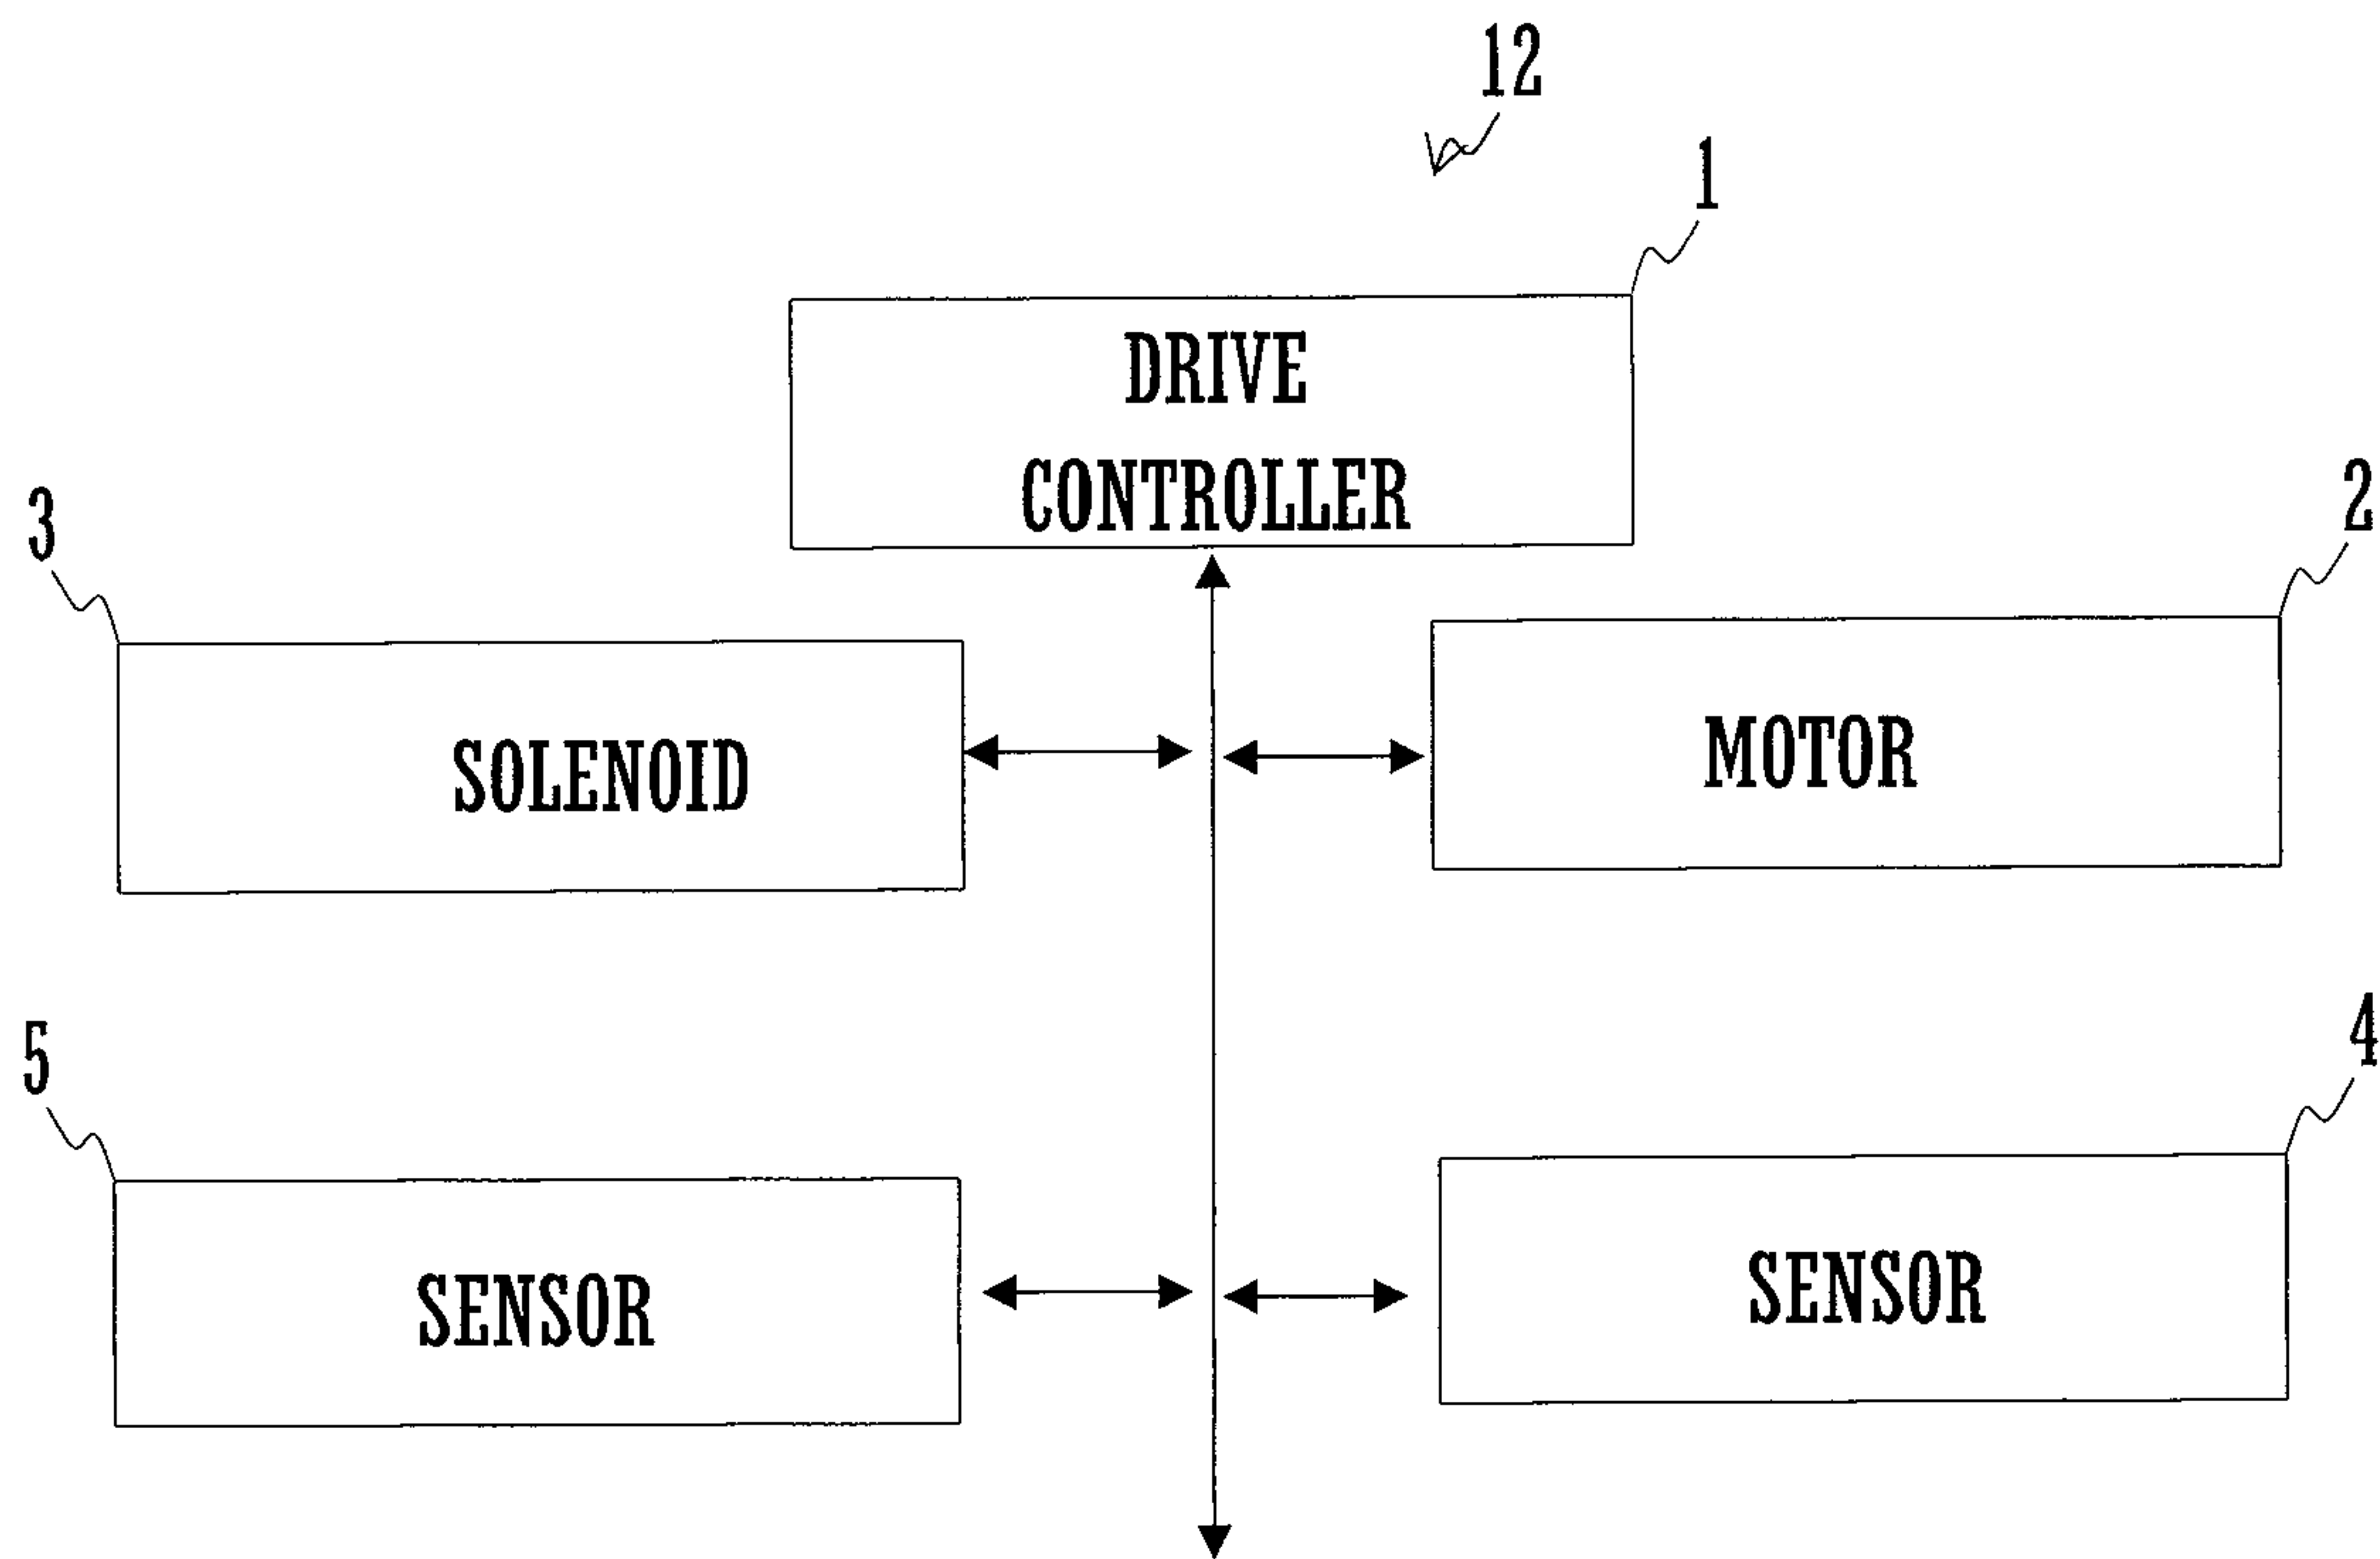 12
1
DRIVE
CONTROLLER
3
2
SOLENOID
MOTOR
5
4
SENSOR
SENSOR